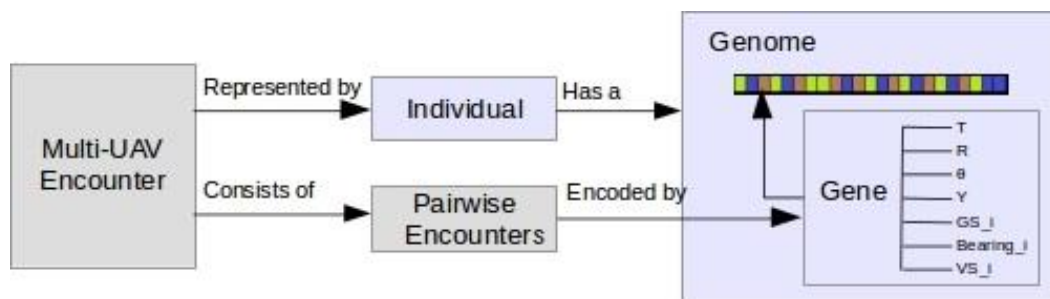 Multi-UAV
Encounter
Represented by
Individual
Has a
Consists of
Pairwise
Encounters
Encoded by
Genome
Gene
T
R
θ
Y
GS_i
Bearing_i
VS_i